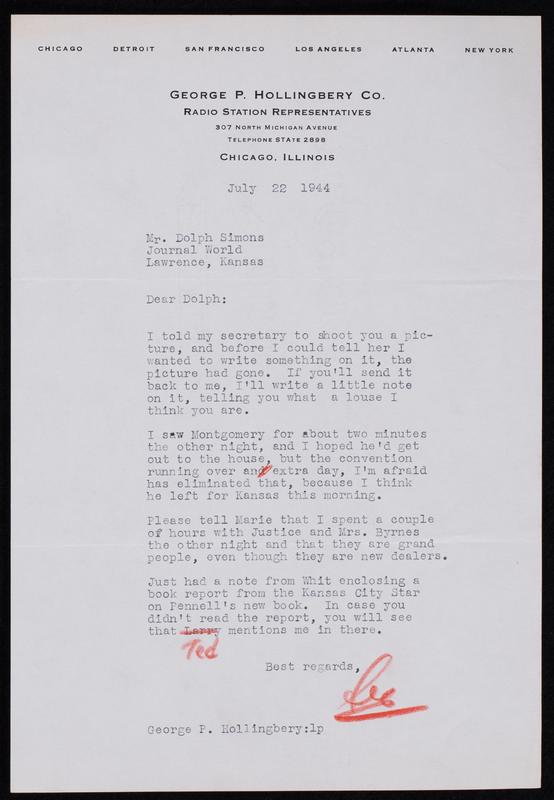 CHICAGO DETROIT SAN FRANCISCO LOS ANGELES ATLANTA NEW YORK
GEORGE P. HOLLINGBERY CO.
RADIO STATION REPRESENTATIVES
307 NORTH MICHIGAN AVENUE
TELEPHONE STATE 2898
CHICAGO, ILLINOIS
July 22 1944
Mr. Dolph Simons
Journal World
Lawrence, Kansas
Dear Dolph;
I told my secretary to shoot you a pic-
ture, and before I could tell her I
wanted to write something on it, the
picture had gone. If you'll send it
back to me, I'll write a little note
on it, telling you what a louse I
think you are.
I saw Montgomery for about two minutes
the other night, and I hoped he'd get
out to the house, but the convention
running over and extra day, I'm afraid
has eliminated that, because I think
he left for Kansas this morning.
Please tell Marie that I spent a couple
of hours with Justice and Mrs. Byrnes
the other night and that they are grand
people, even though they are new dealers.
Just had a note from Whit enclosing a
book report from the Kansas City Star
on Pennell's new book. In case you
didn't read the report, you will see
that Larry mentions me in there.
Ted
Best regards,
George P. Hollingbery:lp